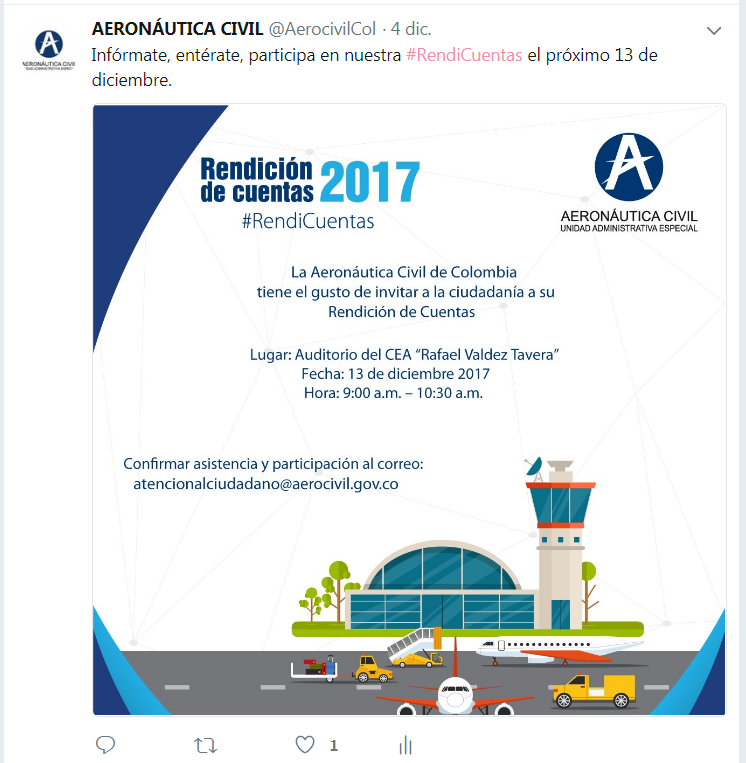 AERONÁUTICA CIVIL @AerocivilCol · 4 dic.
Infórmate, entérate, participa en nuestra #RendiCuentas el próximo 13 de
diciembre.
Rendición
de cuentas 2017
#RendiCuentas
AERONÁUTICA CIVIL
UNIDAD ADMINISTRATIVA ESPECIAL
La Aeronáutica Civil de Colombia
tiene el gusto de invitar a la ciudadanía a su
Rendición de Cuentas
Lugar: Auditorio del CEA “Rafael Valdez Tavera”
Fecha: 13 de diciembre 2017
Hora: 9:00 a.m. – 10:30 a.m.
Confirmar asistencia y participación al correo:
atencionalciudadano@aerocivil.gov.co
1